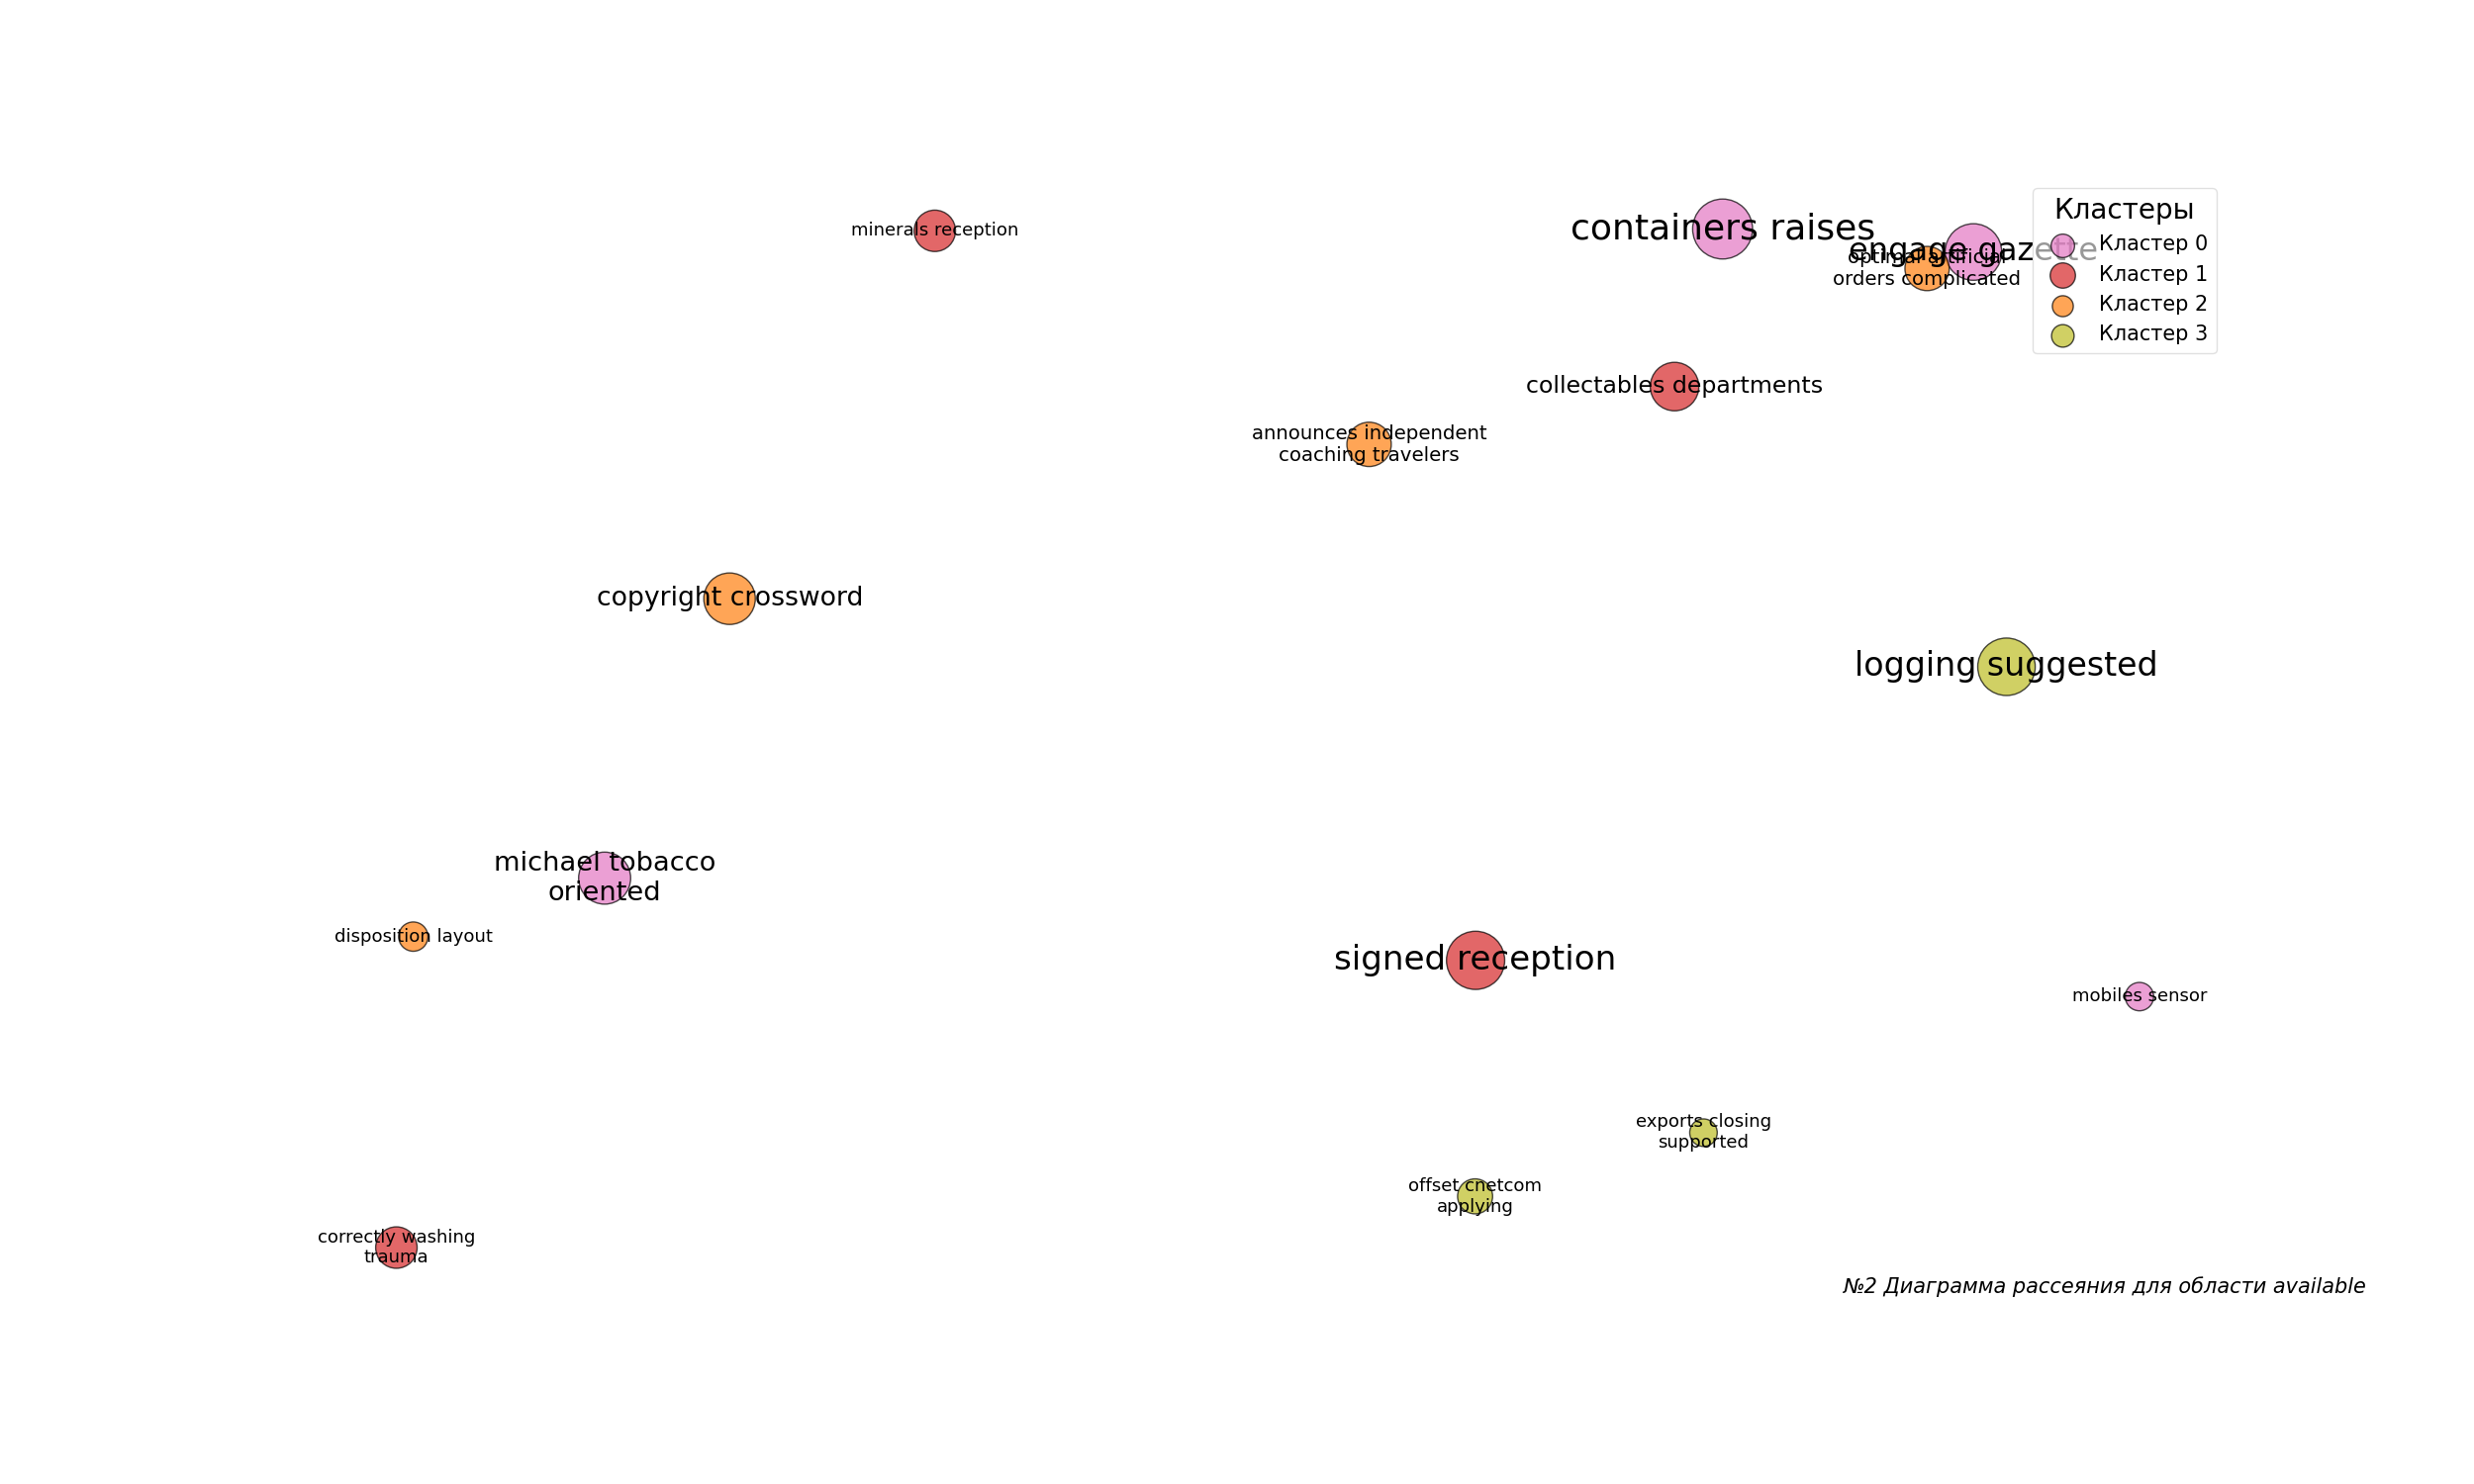 minerals reception
containers raises
engage gazette
optimal artificial
orders complicated
Кластеры
Кластер 0
Кластер 1
Кластер 2
Кластер 3
collectables departments
announces independent
coaching travelers
copyright crossword
logging suggested
michael tobacco
oriented
disposition layout
signed reception
mobiles sensor
exports closing
supported
offset cnetcom
applying
correctly washing
trauma
№2 Диаграмма рассеяния для области available